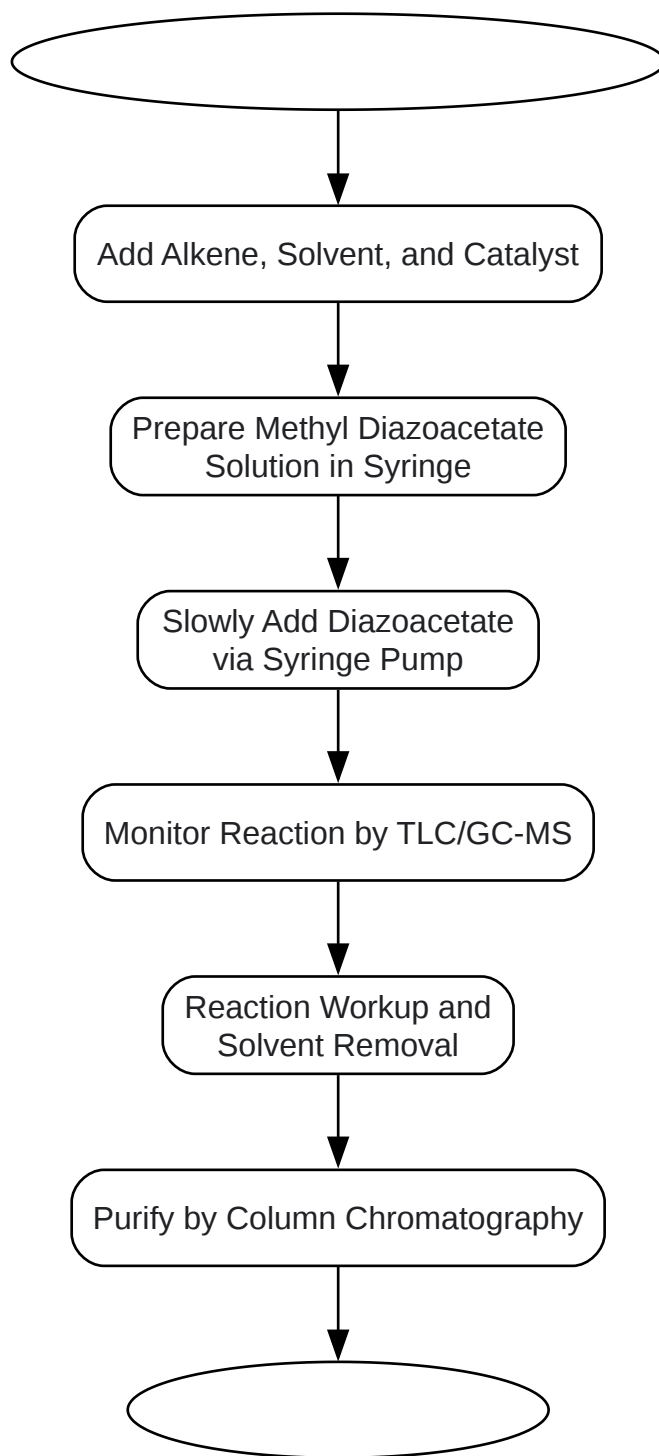 Add Alkene, Solvent, and Catalyst
Prepare Methyl Diazoacetate
Solution in Syringe
Slowly Add Diazoacetate
via Syringe Pump
Monitor Reaction by TLC/GC-MS
Reaction Workup and
Solvent Removal
Purify by Column Chromatography